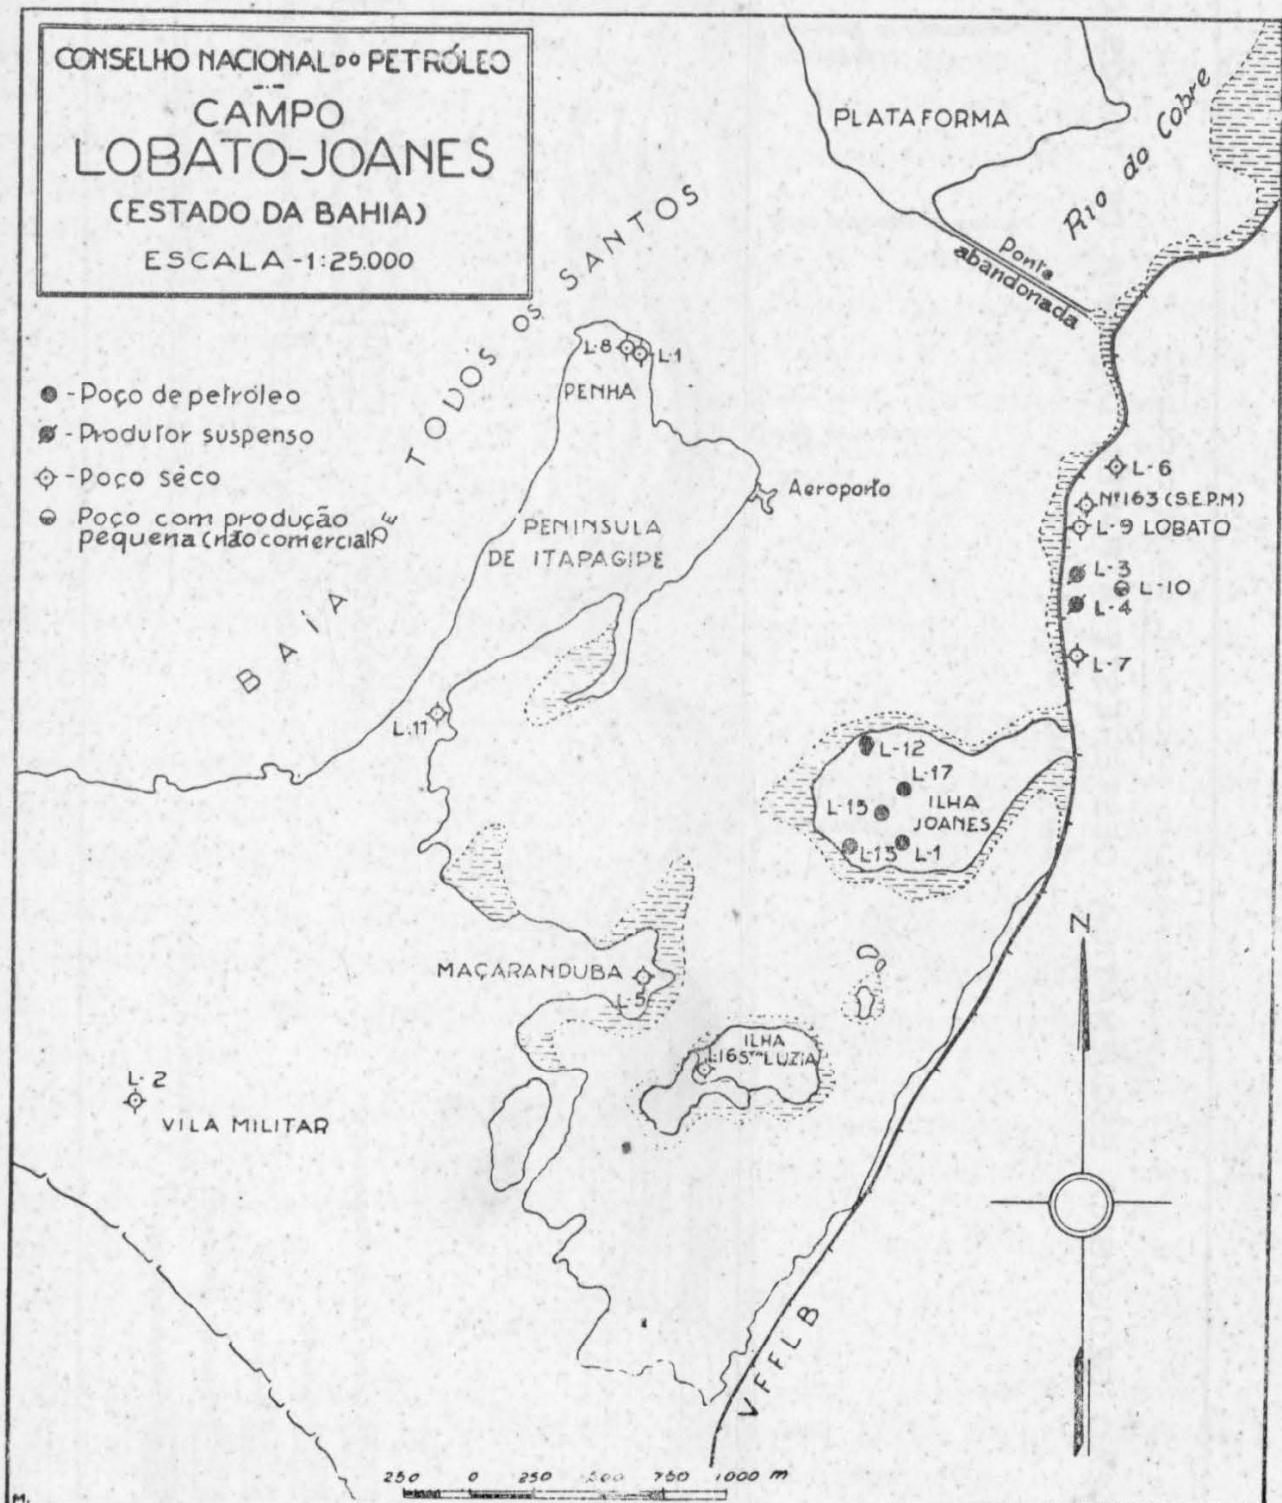 CONSELHO NACIONAL DO PETRÓLEO
CAMPO
LOBATO-JOANES
(ESTADO DA BAHIA)
ESCALA -1:25.000
- Poço de petróleo
- Produtor suspenso
- Poço sêco
Poço com produção
pequena (não comercial)
BAÍA DE TODOS OS SANTOS
PLATAFORMA
Rio do Cobre
Ponte
abandonada
L-8
L-1
PENHA
Aeroporto
PENINSULA
DE ITAPAGIPE
L-6
Nº163 (S.E.P.M)
L-9 LOBATO
L-3
L-10
L-4
L-7
L-11
L-12
L-17
L-15
ILHA
JOANES
L-13
L-1
N
MAÇARANDUBA
L-5
ILHA
L-16 Sta LUZIA
L-2
VILA MILITAR
V F F L B
250 0 250 500 750 1000 m
M.